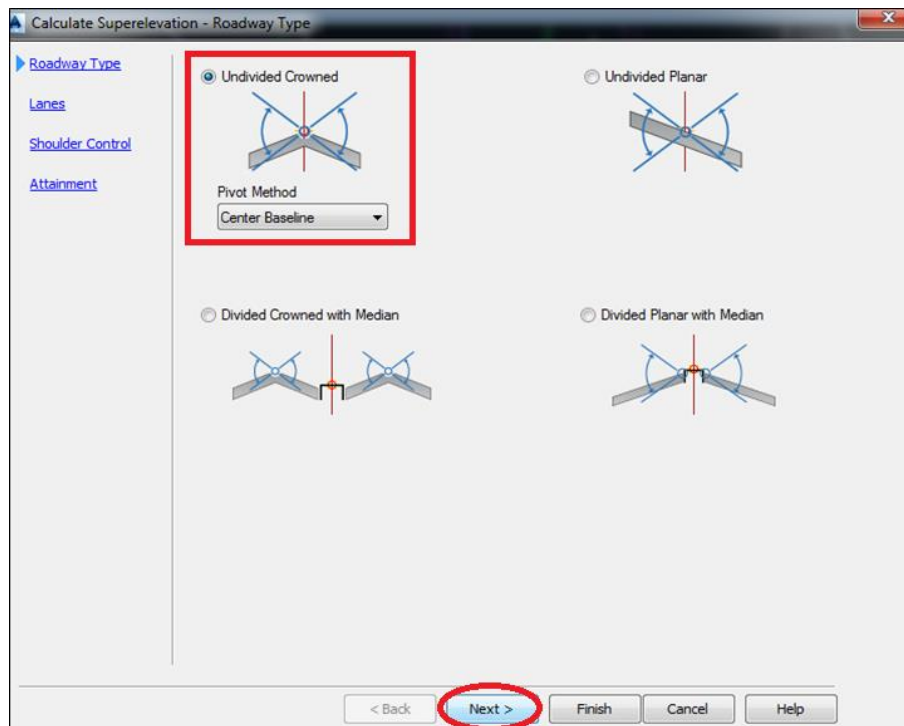 Calculate Superelevation - Roadway Type
Roadway Type
Lanes
Shoulder Control
Attainment
Undivided Crowned
Undivided Planar
Pivot Method
Center Baseline
Divided Crowned with Median
Divided Planar with Median
< Back
Next >
Finish
Cancel
Help